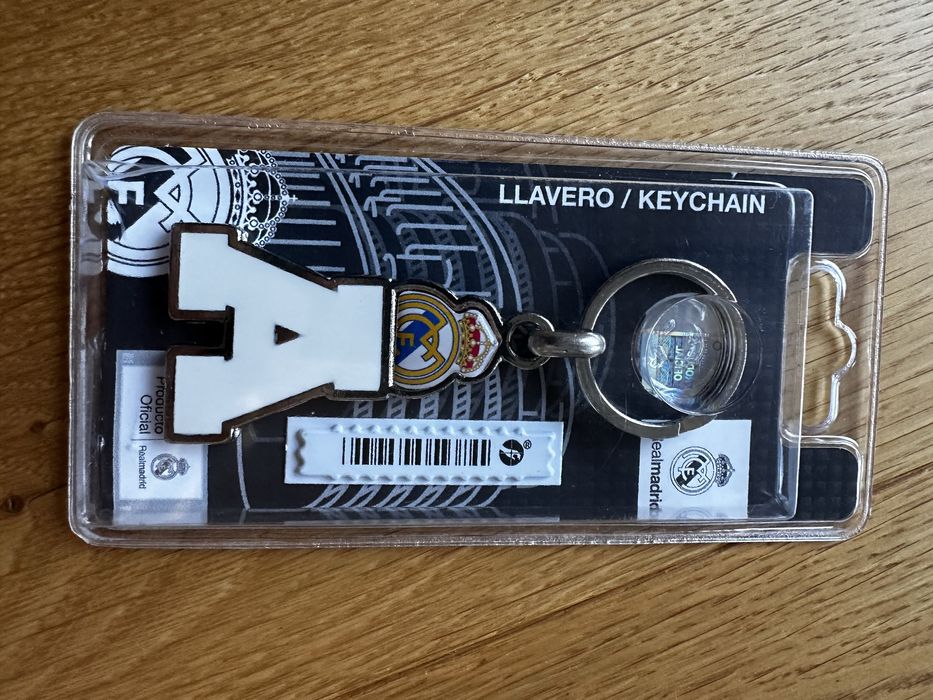 LLAVERO / KEYCHAIN
A
Producto
Oficial
Realmadrid
Realmadrid